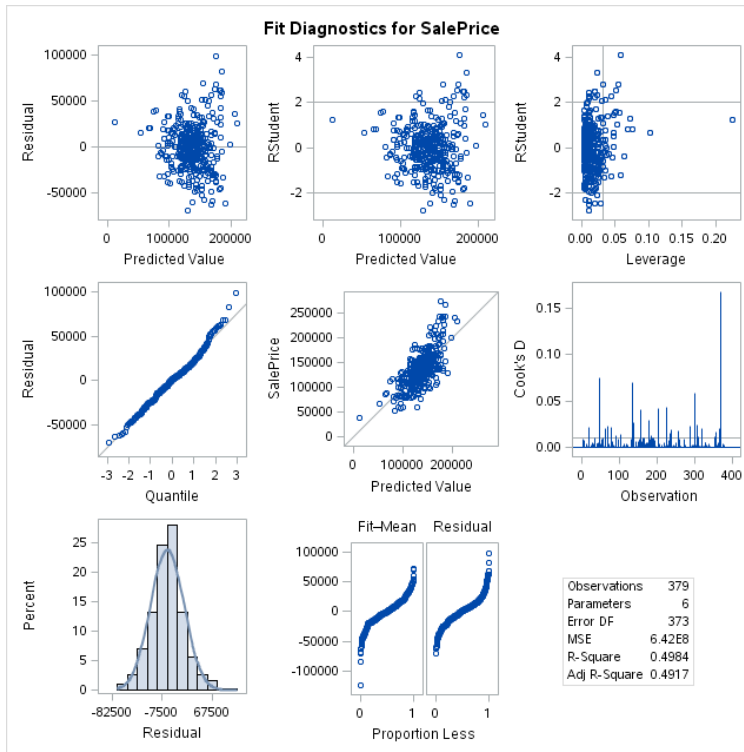 Fit Diagnostics for SalePrice
Residual
100000
50000
0
-50000
100000 200000
Predicted Value
RStudent
4
2
0
-2
0 100000 200000
Predicted Value
RStudent
4
2
0
-2
0.00 0.05 0.10 0.15 0.20
Leverage
Residual
100000
50000
0
-50000
-3 -2 -1 0 1 2 3
Quantile
SalePrice
250000
200000
150000
100000
50000
0
0 100000 200000
Predicted Value
Cook's D
0.15
0.10
0.05
0.00
0 100 200 300 400
Observation
Percent
25
20
15
10
5
0
-82500 -7500 67500
Residual
Fit–Mean Residual
100000
50000
0
-50000
-100000
0 1 0 1
Proportion Less
Observations 379
Parameters 6
Error DF 373
MSE 6.42E8
R-Square 0.4984
Adj R-Square 0.4917